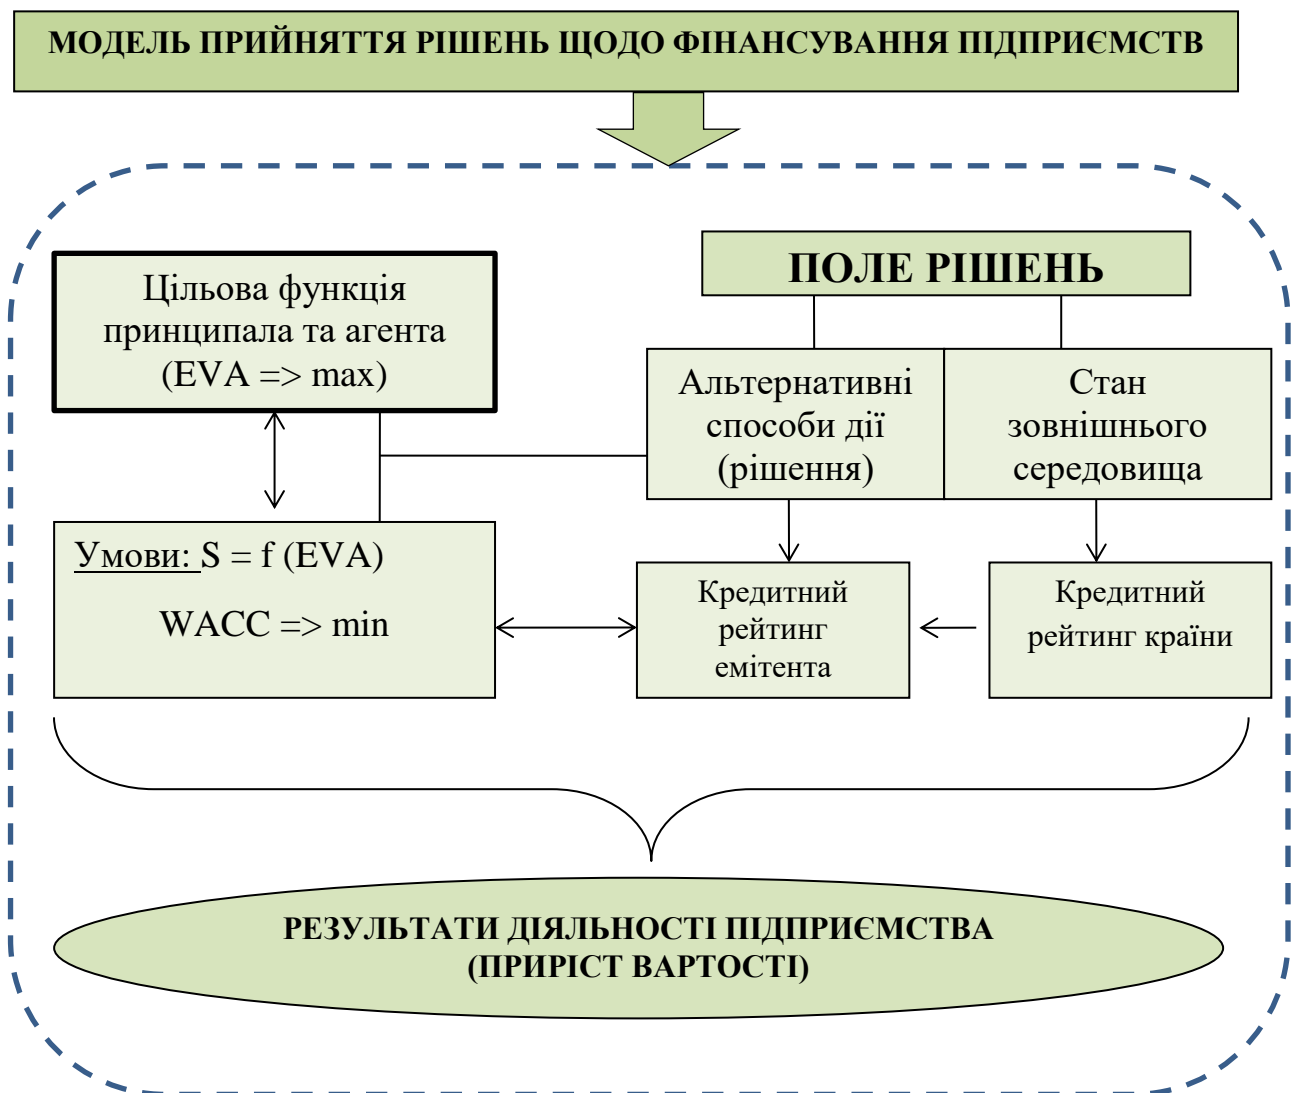 МОДЕЛЬ ПРИЙНЯТТЯ РІШЕНЬ ЩОДО ФІНАНСУВАННЯ ПІДПРИЄМСТВ
Цільова функція
принципала та агента
(EVA => max)
ПОЛЕ РІШЕНЬ
Альтернативні
способи дії
(рішення)
Стан
зовнішнього
середовища
Умови: S = f (EVA)
WACC => min
Кредитний
рейтинг
емітента
Кредитний
рейтинг країни
РЕЗУЛЬТАТИ ДІЯЛЬНОСТІ ПІДПРИЄМСТВА
(ПРИРІСТ ВАРТОСТІ)